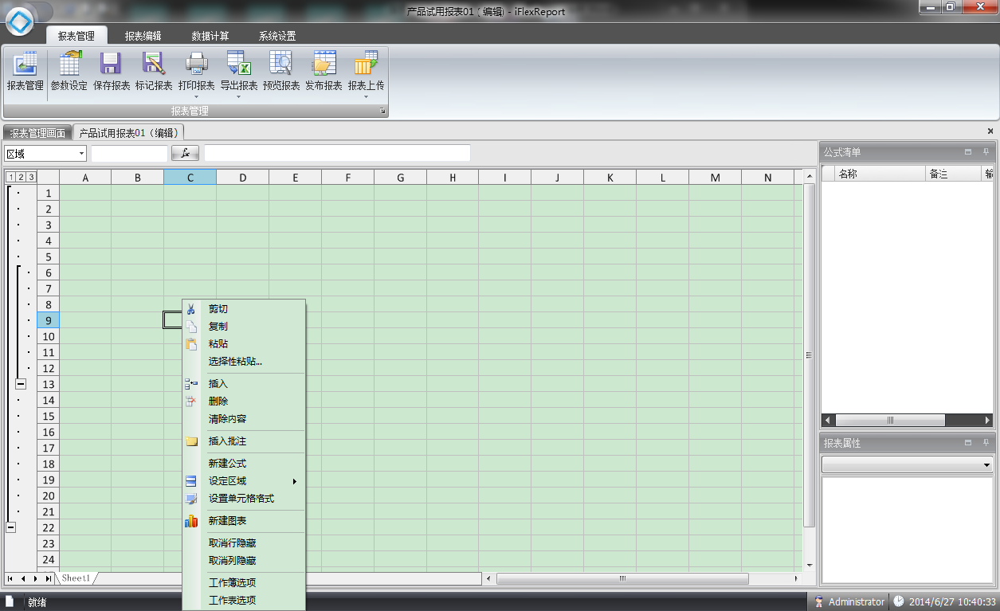 产品试用报表01（编辑）- iFlexReport
报表管理 报表编辑 数据计算 系统设置
报表管理 参数设定 保存报表 标记报表 打印报表 导出报表 预览报表 发布报表 报表上传
报表管理
报表管理画面 产品试用报表01（编辑）
区域 fx
公式清单
名称 备注 输
1 2 3
A B C D E F G H I J K L M N
1
2
3
4
5
6
7
8
9
10
11
12
13
14
15
16
17
18
19
20
21
22
23
24
剪切
复制
粘贴
选择性粘贴...
插入
删除
清除内容
插入批注
新建公式
设定区域
设置单元格格式
新建图表
取消行隐藏
取消列隐藏
工作簿选项
工作表选项
报表属性
Sheet1
就绪
Administrator 2014/6/27 10:40:33